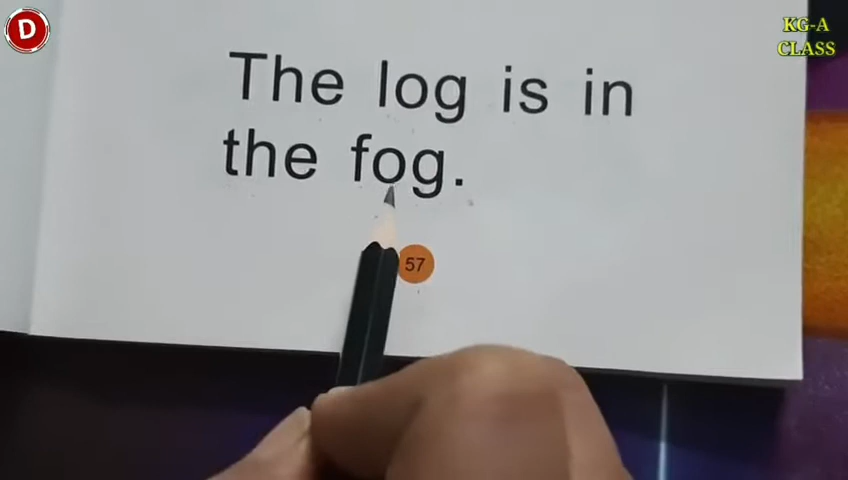 D
KG-A
CLASS
The log is in
the fog.
57